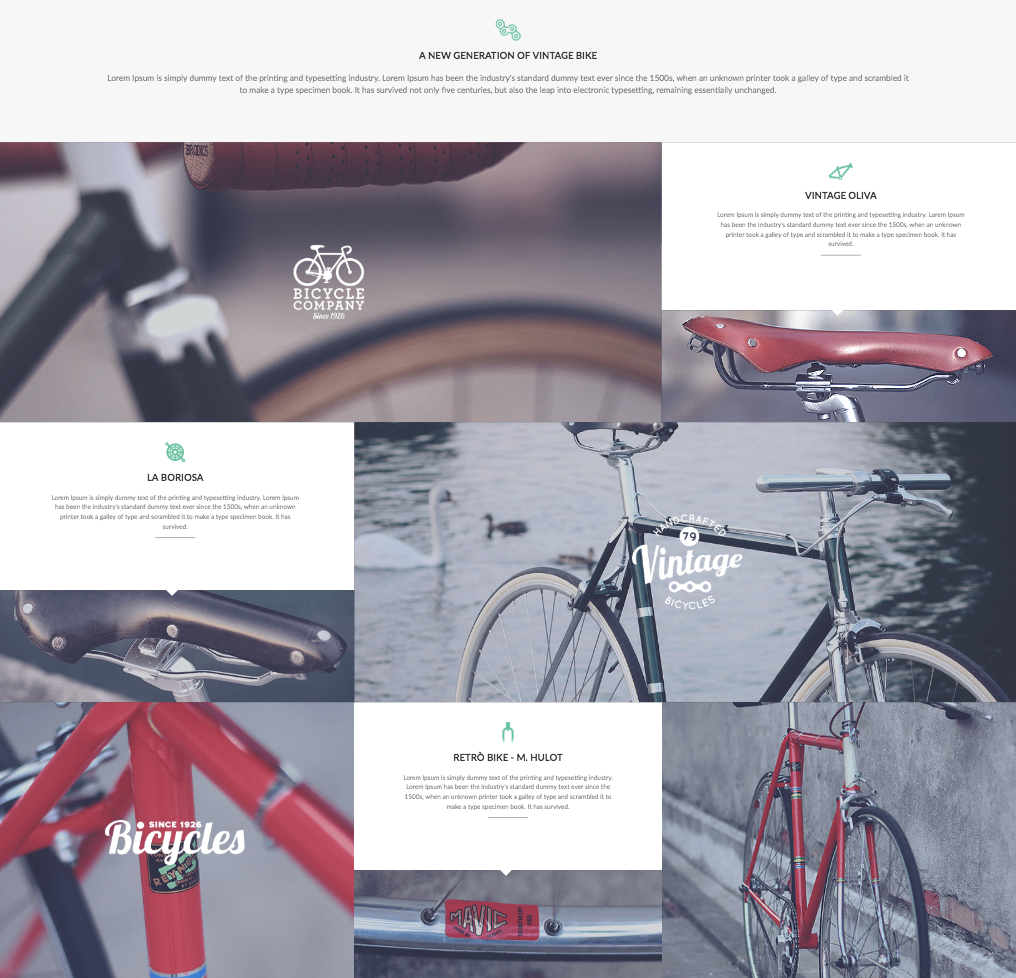 A NEW GENERATION OF VINTAGE BIKE
Lorem Ipsum is simply dummy text of the printing and typesetting industry. Lorem Ipsum has been the industry's standard dummy text ever since the 1500s, when an unknown printer took a galley of type and scrambled it
to make a type specimen book. It has survived not only five centuries, but also the leap into electronic typesetting, remaining essentially unchanged.
BROOKS
BICYCLE
COMPANY
Since 1926
VINTAGE OLIVA
Lorem Ipsum is simply dummy text of the printing and typesetting industry. Lorem Ipsum
has been the industry's standard dummy text ever since the 1500s, when an unknown
printer took a galley of type and scrambled it to make a type specimen book. It has
survived.
LA BORIOSA
Lorem Ipsum is simply dummy text of the printing and typesetting industry. Lorem Ipsum
has been the industry's standard dummy text ever since the 1500s, when an unknown
printer took a galley of type and scrambled it to make a type specimen book. It has
survived.
HANDCRAFTED
79
Vintage
BICYCLES
SINCE 1926
Bicycles
RETRÒ BIKE - M. HULOT
Lorem Ipsum is simply dummy text of the printing and typesetting industry.
Lorem Ipsum has been the industry's standard dummy text ever since the
1500s, when an unknown printer took a galley of type and scrambled it to
make a type specimen book. It has survived.
MAVIC